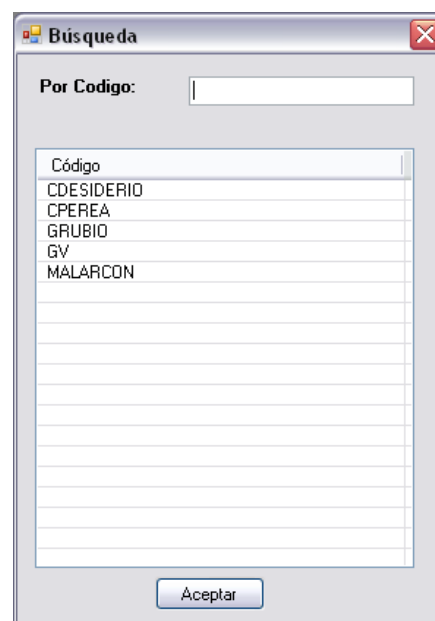 Búsqueda
Por Codigo:
Código
CDESIDERIO
CPEREA
GRUBIO
GV
MALARCON
Aceptar